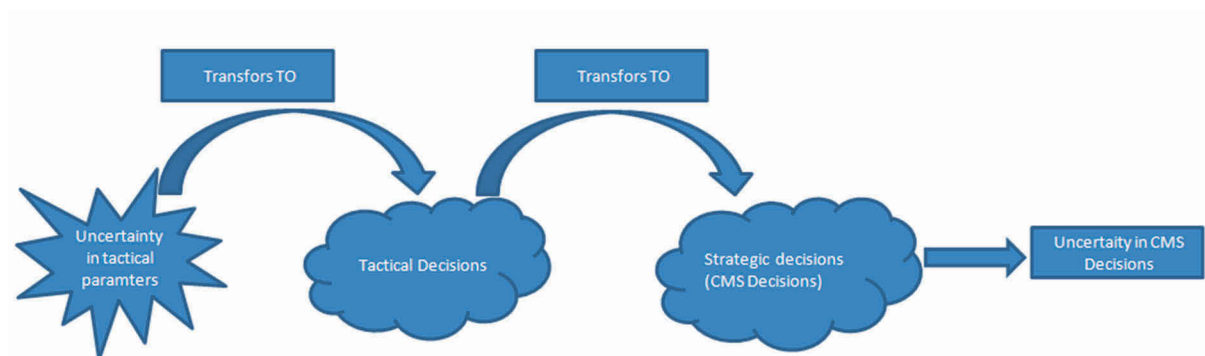 Transfors TO
Transfors TO
Uncertainty
in tactical
paramters
Tactical Decisions
Strategic decisions
(CMS Decisions)
Uncertaity in CMS
Decisions